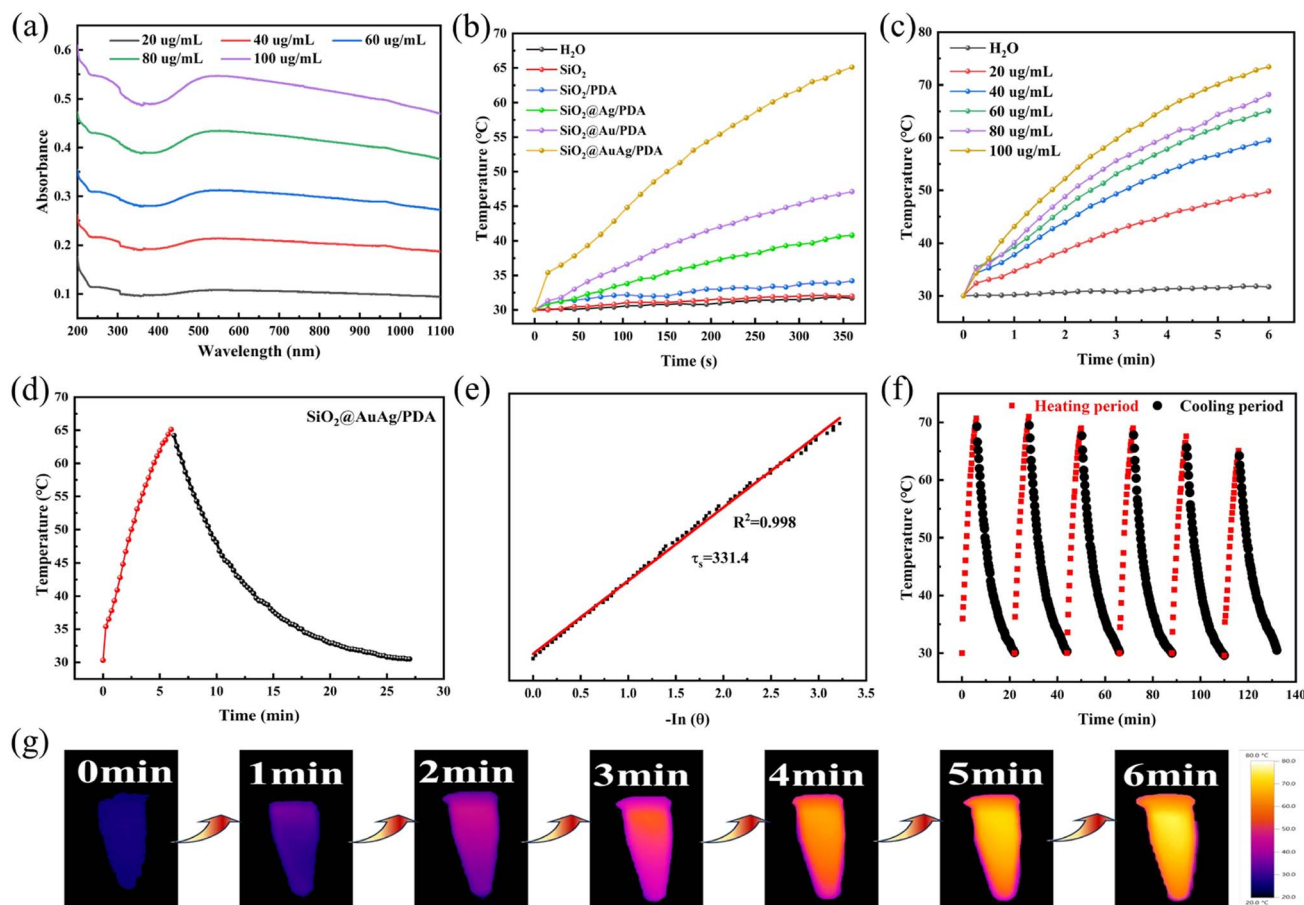 (a)
20 ug/mL 40 ug/mL 60 ug/mL
80 ug/mL 100 ug/mL
0.6
0.5
0.4
0.3
0.2
0.1
Absorbance
200 300 400 500 600 700 800 900 1000 1100
Wavelength (nm)
(b)
H₂O
SiO₂
SiO₂/PDA
SiO₂@Ag/PDA
SiO₂@Au/PDA
SiO₂@AuAg/PDA
70
65
60
55
50
45
40
35
30
Temperature (°C)
0 50 100 150 200 250 300 350
Time (s)
(c)
H₂O
20 ug/mL
40 ug/mL
60 ug/mL
80 ug/mL
100 ug/mL
80
70
60
50
40
30
Temperature (°C)
0 1 2 3 4 5 6
Time (min)
(d)
SiO₂@AuAg/PDA
70
65
60
55
50
45
40
35
30
Temperature (°C)
0 5 10 15 20 25 30
Time (min)
(e)
R²=0.998
τₛ=331.4
0.0 0.5 1.0 1.5 2.0 2.5 3.0 3.5
-In (θ)
(f)
Heating period Cooling period
70
60
50
40
30
Temperature (°C)
0 20 40 60 80 100 120 140
Time (min)
(g)
0min 1min 2min 3min 4min 5min 6min
80.0 °C
80.0
70.0
60.0
50.0
40.0
30.0
20.0
20.0 °C